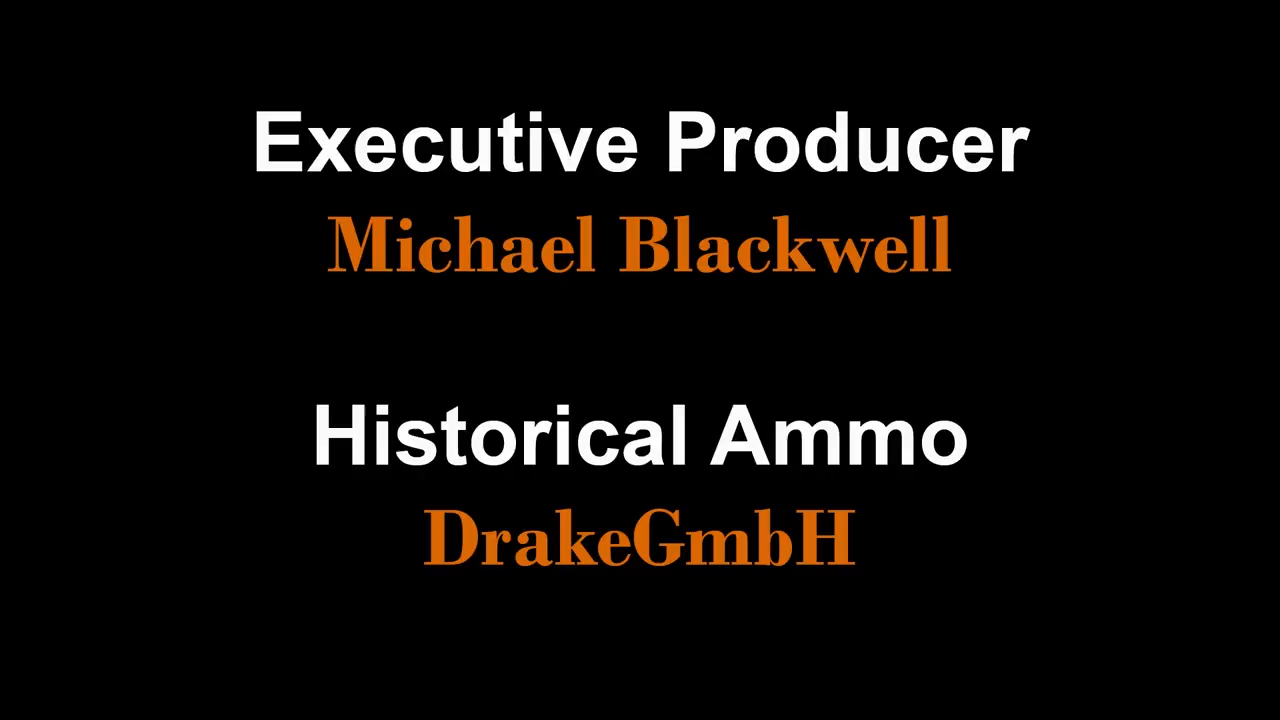 Executive Producer
Michael Blackwell
Historical Ammo
DrakeGmbH